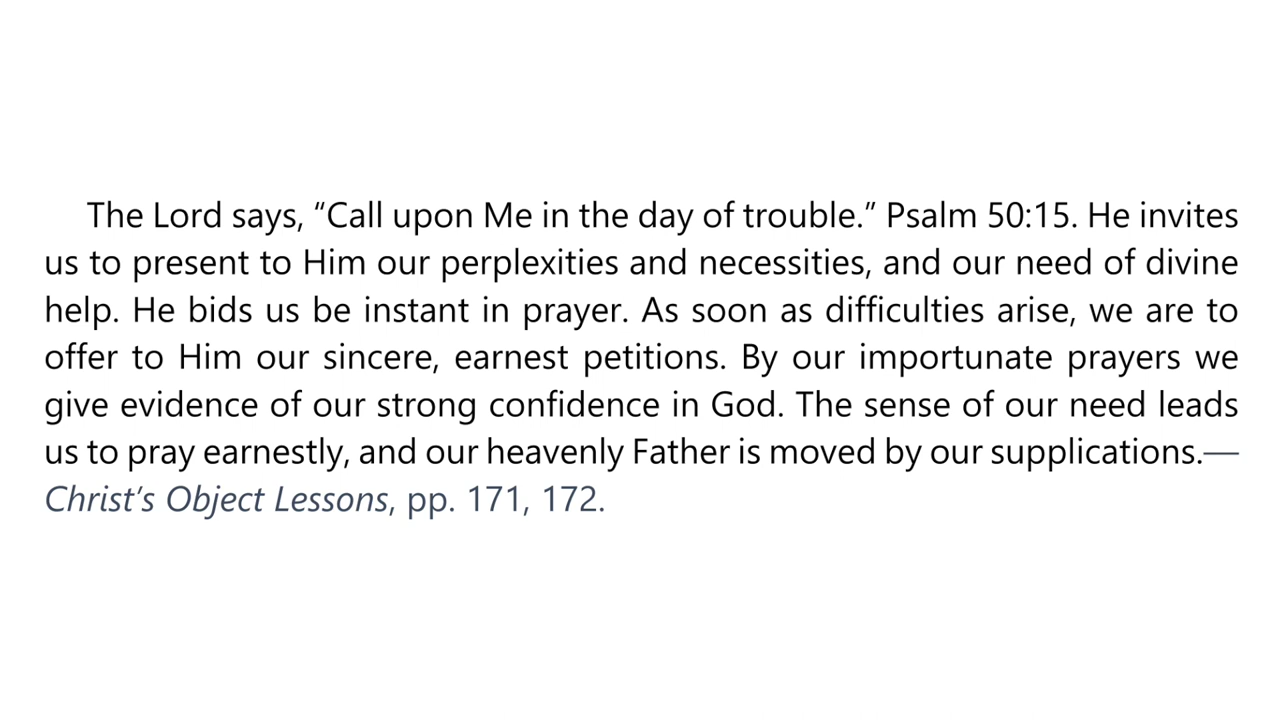 The Lord says, “Call upon Me in the day of trouble.” Psalm 50:15. He invites
us to present to Him our perplexities and necessities, and our need of divine
help. He bids us be instant in prayer. As soon as difficulties arise, we are to
offer to Him our sincere, earnest petitions. By our importunate prayers we
give evidence of our strong confidence in God. The sense of our need leads
us to pray earnestly, and our heavenly Father is moved by our supplications.—
Christ’s Object Lessons, pp. 171, 172.